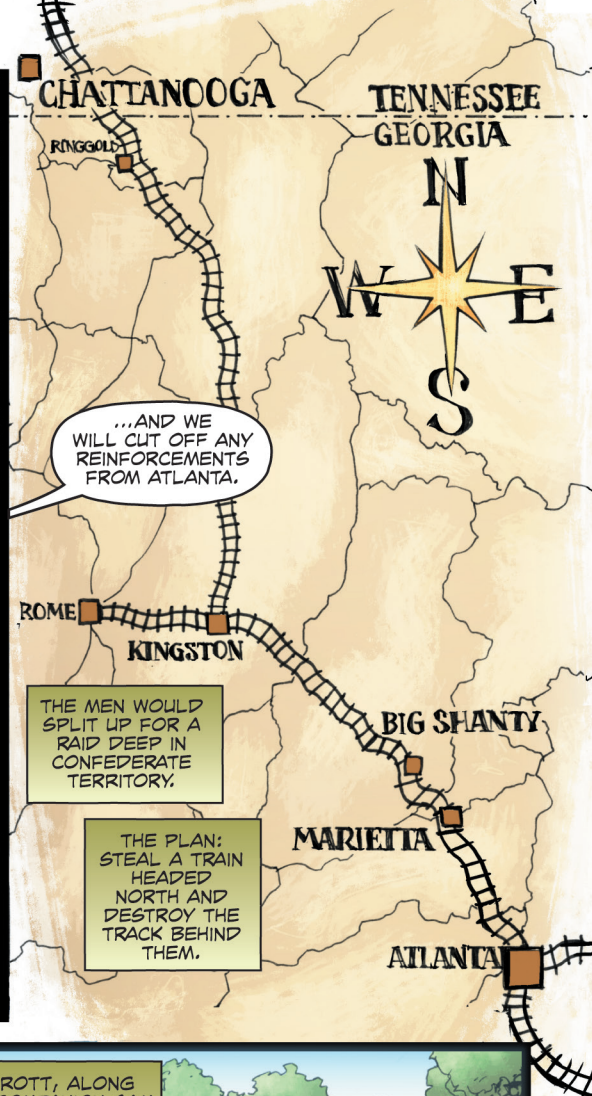 CHATTANOOGA
TENNESSEE
GEORGIA
RINGGOLD
N
W
E
S
...AND WE
WILL CUT OFF ANY
REINFORCEMENTS
FROM ATLANTA.
ROME
KINGSTON
THE MEN WOULD
SPLIT UP FOR A
RAID DEEP IN
CONFEDERATE
TERRITORY.
BIG SHANTY
THE PLAN:
STEAL A TRAIN
HEADED
NORTH AND
DESTROY THE
TRACK BEHIND
THEM.
MARIETTA
ATLANTA
ROTT, ALONG